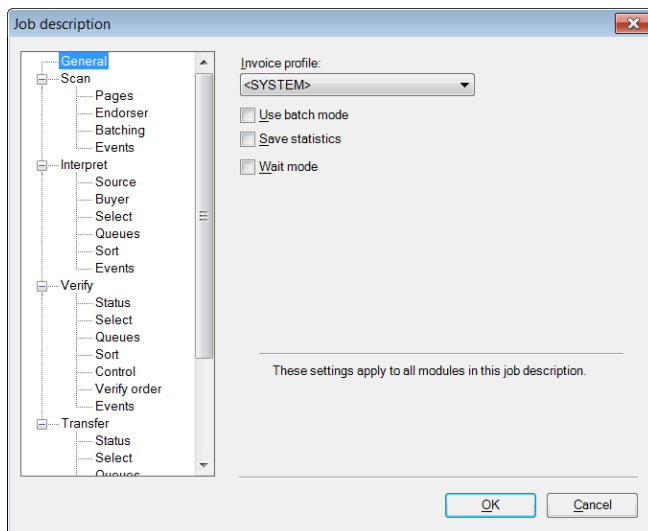 Job description
General
Scan
Pages
Endorser
Batching
Events
Interpret
Source
Buyer
Select
Queues
Sort
Events
Verify
Status
Select
Queues
Sort
Control
Verify order
Events
Transfer
Status
Select
Queues
Invoice profile:
<SYSTEM>
Use batch mode
Save statistics
Wait mode
These settings apply to all modules in this job description.
OK
Cancel